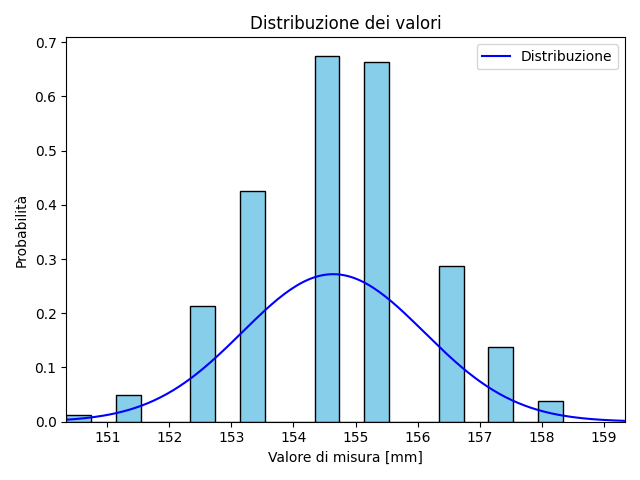 Distribuzione dei valori
Distribuzione
Probabilità
0.7
0.6
0.5
0.4
0.3
0.2
0.1
0.0
151 152 153 154 155 156 157 158 159
Valore di misura [mm]